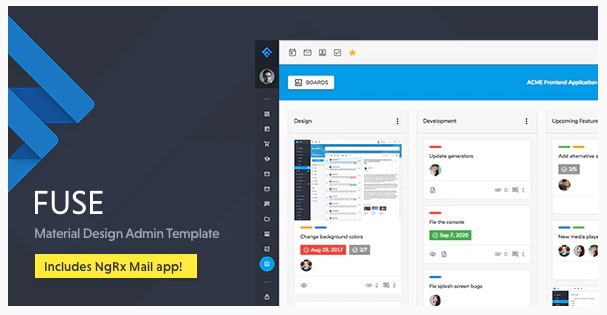 FUSE
Material Design Admin Template
Includes NgRx Mail app!
BOARDS
ACME Frontend Application
Design
Development
Upcoming Feature
Update generators
1
Add alternative a
2/5
Fix the console
Sep 7, 2020
0
1
Change background colors
Aug 29, 2017
2/7
2
2
New media player
Fix splash screen bugs